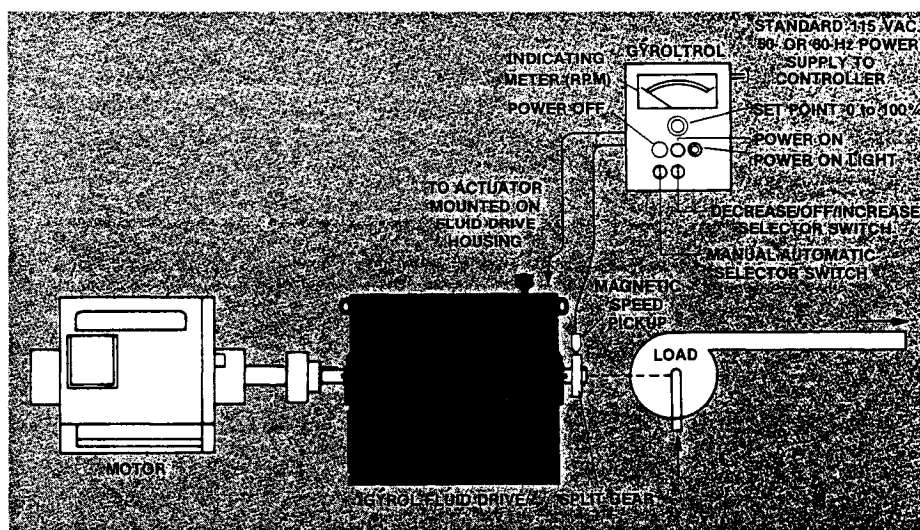 STANDARD 115 VAC
50- OR 60-Hz POWER
SUPPLY TO
CONTROLLER
GYROLTROL
INDICATING
METER (RPM)
POWER OFF
SET POINT "0 to 100"
POWER ON
POWER ON LIGHT
TO ACTUATOR
MOUNTED ON
FLUID DRIVE
HOUSING
DECREASE/OFF/INCREASE
SELECTOR SWITCH
MANUAL AUTOMATIC
SELECTOR SWITCH
MAGNETIC
SPEED
PICKUP
LOAD
MOTOR
GYROL FLUID DRIVE
SPLIT GEAR